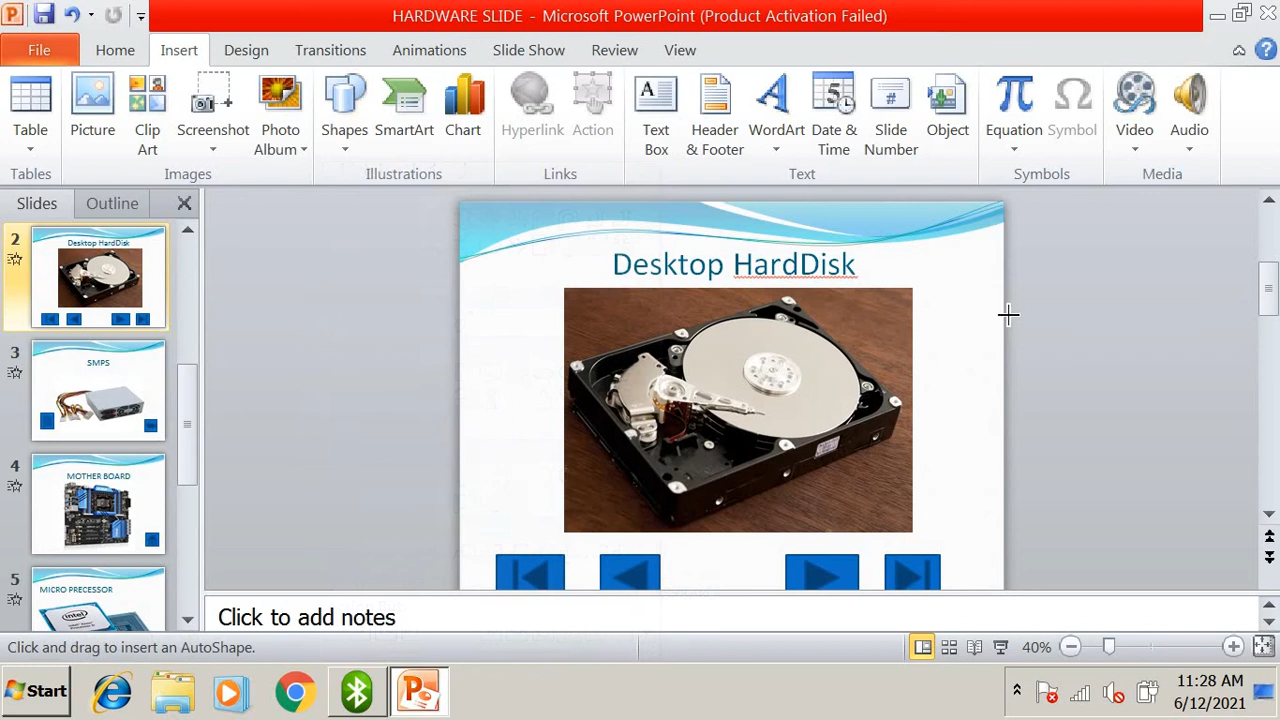 HARDWARE SLIDE - Microsoft PowerPoint (Product Activation Failed)
File Home Insert Design Transitions Animations Slide Show Review View
Table Picture Clip Art Screenshot Photo Album Shapes SmartArt Chart Hyperlink Action Text Box Header & Footer WordArt Date & Time Slide Number Object Equation Symbol Video Audio
Tables Images Illustrations Links Text Symbols Media
Slides Outline
2
Desktop HardDisk
3
SMPS
4
MOTHER BOARD
5
MICRO PRECESSOR
intel
Desktop HardDisk
Click to add notes
Click and drag to insert an AutoShape.
40%
Start
11:28 AM
6/12/2021